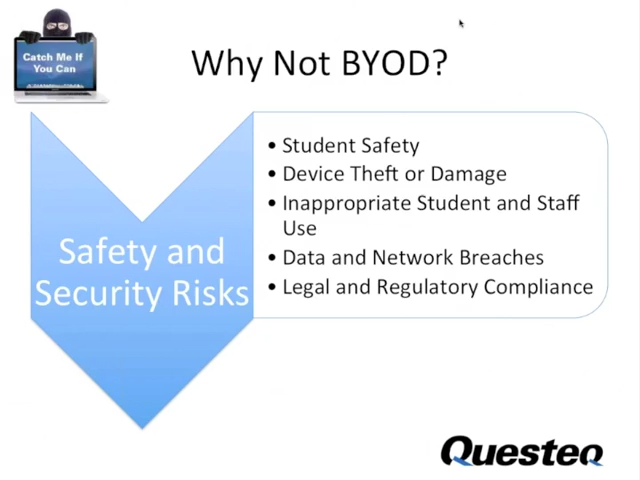 Catch Me If
You Can
Why Not BYOD?
Safety and
Security Risks
• Student Safety
• Device Theft or Damage
• Inappropriate Student and Staff
Use
• Data and Network Breaches
• Legal and Regulatory Compliance
Questeq